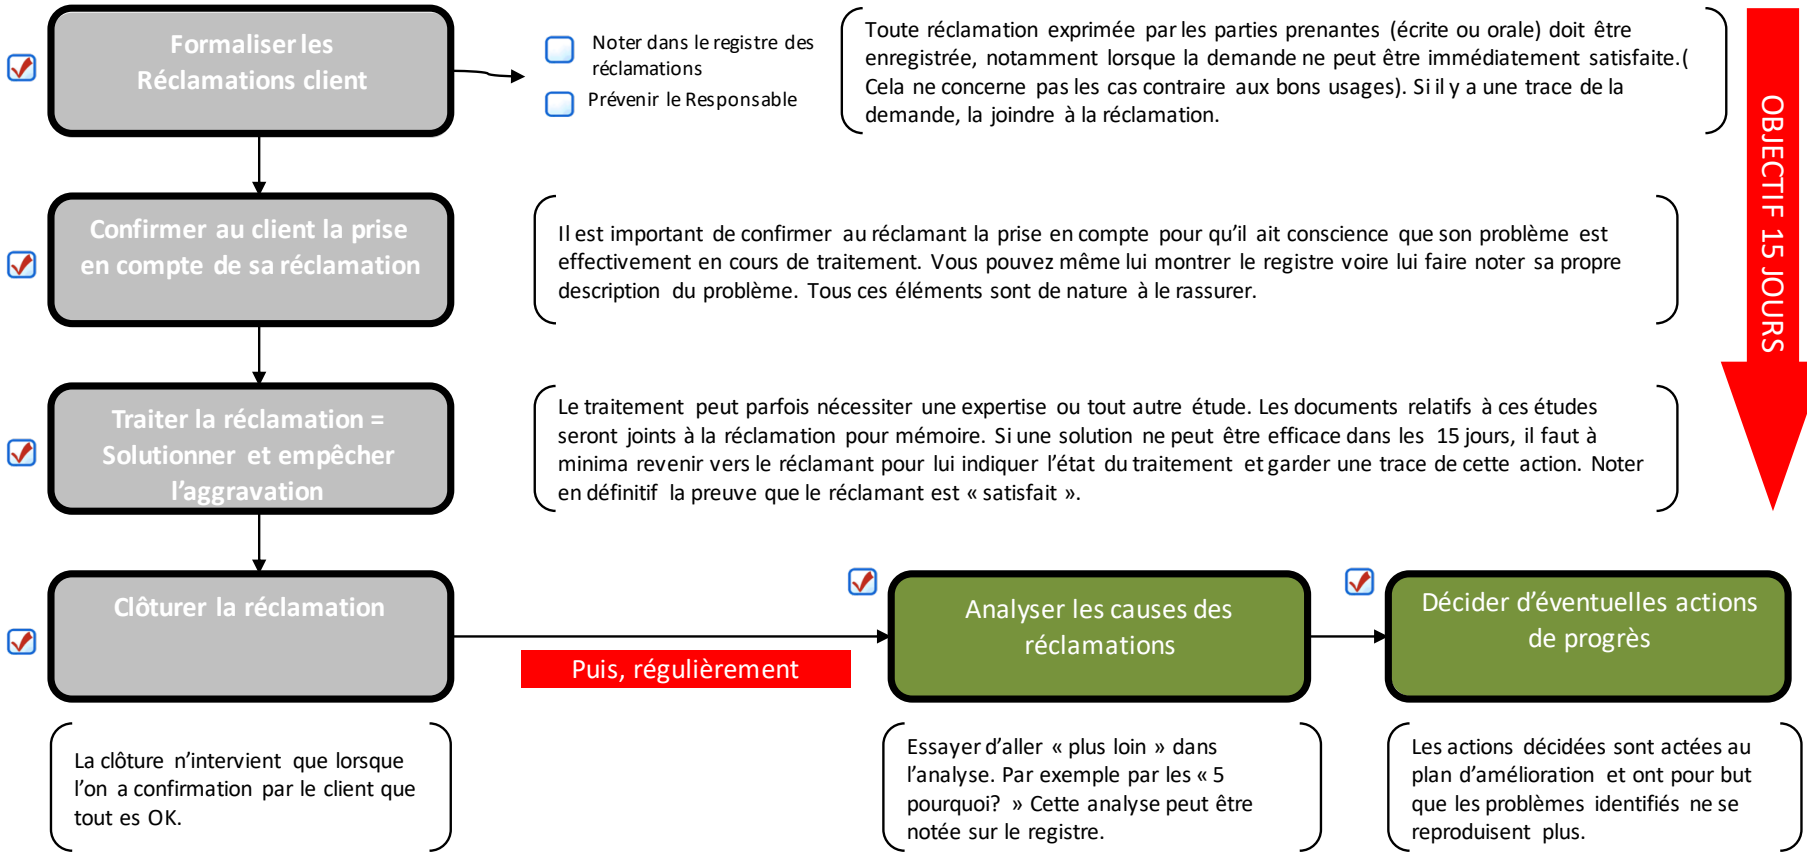 Formaliser les
Réclamations client
Noter dans le registre des
réclamations
Prévenir le Responsable
Toute réclamation exprimée par les parties prenantes (écrite ou orale) doit être
enregistrée, notamment lorsque la demande ne peut être immédiatement satisfaite.(
Cela ne concerne pas les cas contraire aux bons usages). Si il y a une trace de la
demande, la joindre à la réclamation.
OBJECTIF 15 JOURS
Confirmer au client la prise
en compte de sa réclamation
Il est important de confirmer au réclamant la prise en compte pour qu’il ait conscience que son problème est
effectivement en cours de traitement. Vous pouvez même lui montrer le registre voire lui faire noter sa propre
description du problème. Tous ces éléments sont de nature à le rassurer.
Traiter la réclamation =
Solutionner et empêcher
l’aggravation
Le traitement peut parfois nécessiter une expertise ou tout autre étude. Les documents relatifs à ces études
seront joints à la réclamation pour mémoire. Si une solution ne peut être efficace dans les 15 jours, il faut à
minima revenir vers le réclamant pour lui indiquer l’état du traitement et garder une trace de cette action. Noter
en définitif la preuve que le réclamant est « satisfait ».
Clôturer la réclamation
Puis, régulièrement
Analyser les causes des
réclamations
Décider d’éventuelles actions
de progrès
La clôture n’intervient que lorsque
l’on a confirmation par le client que
tout es OK.
Essayer d’aller « plus loin » dans
l’analyse. Par exemple par les « 5
pourquoi? » Cette analyse peut être
notée sur le registre.
Les actions décidées sont actées au
plan d’amélioration et ont pour but
que les problèmes identifiés ne se
reproduisent plus.